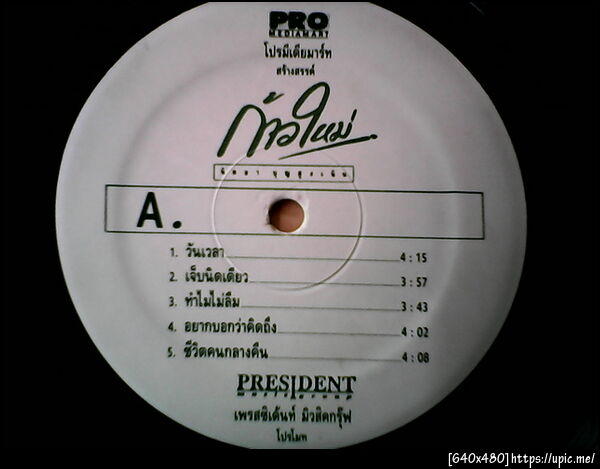 PRO
MEDIAMART
โปรมีเดียมาร์ท
สร้างสรรค์
ก้าวใหม่
A.
1. วันเวลา 4 : 15
2. เจ็บนิดเดียว 3 : 57
3. ทำไมไม่ลืม 3 : 43
4. อยากบอกว่าคิดถึง 4 : 02
5. ชีวิตคนกลางคืน 4 : 08
PRESIDENT
music group
เพรสซิเด้นท์ มิวสิคกรุ๊ฟ
โปรโมท
[640x480]https://upic.me/